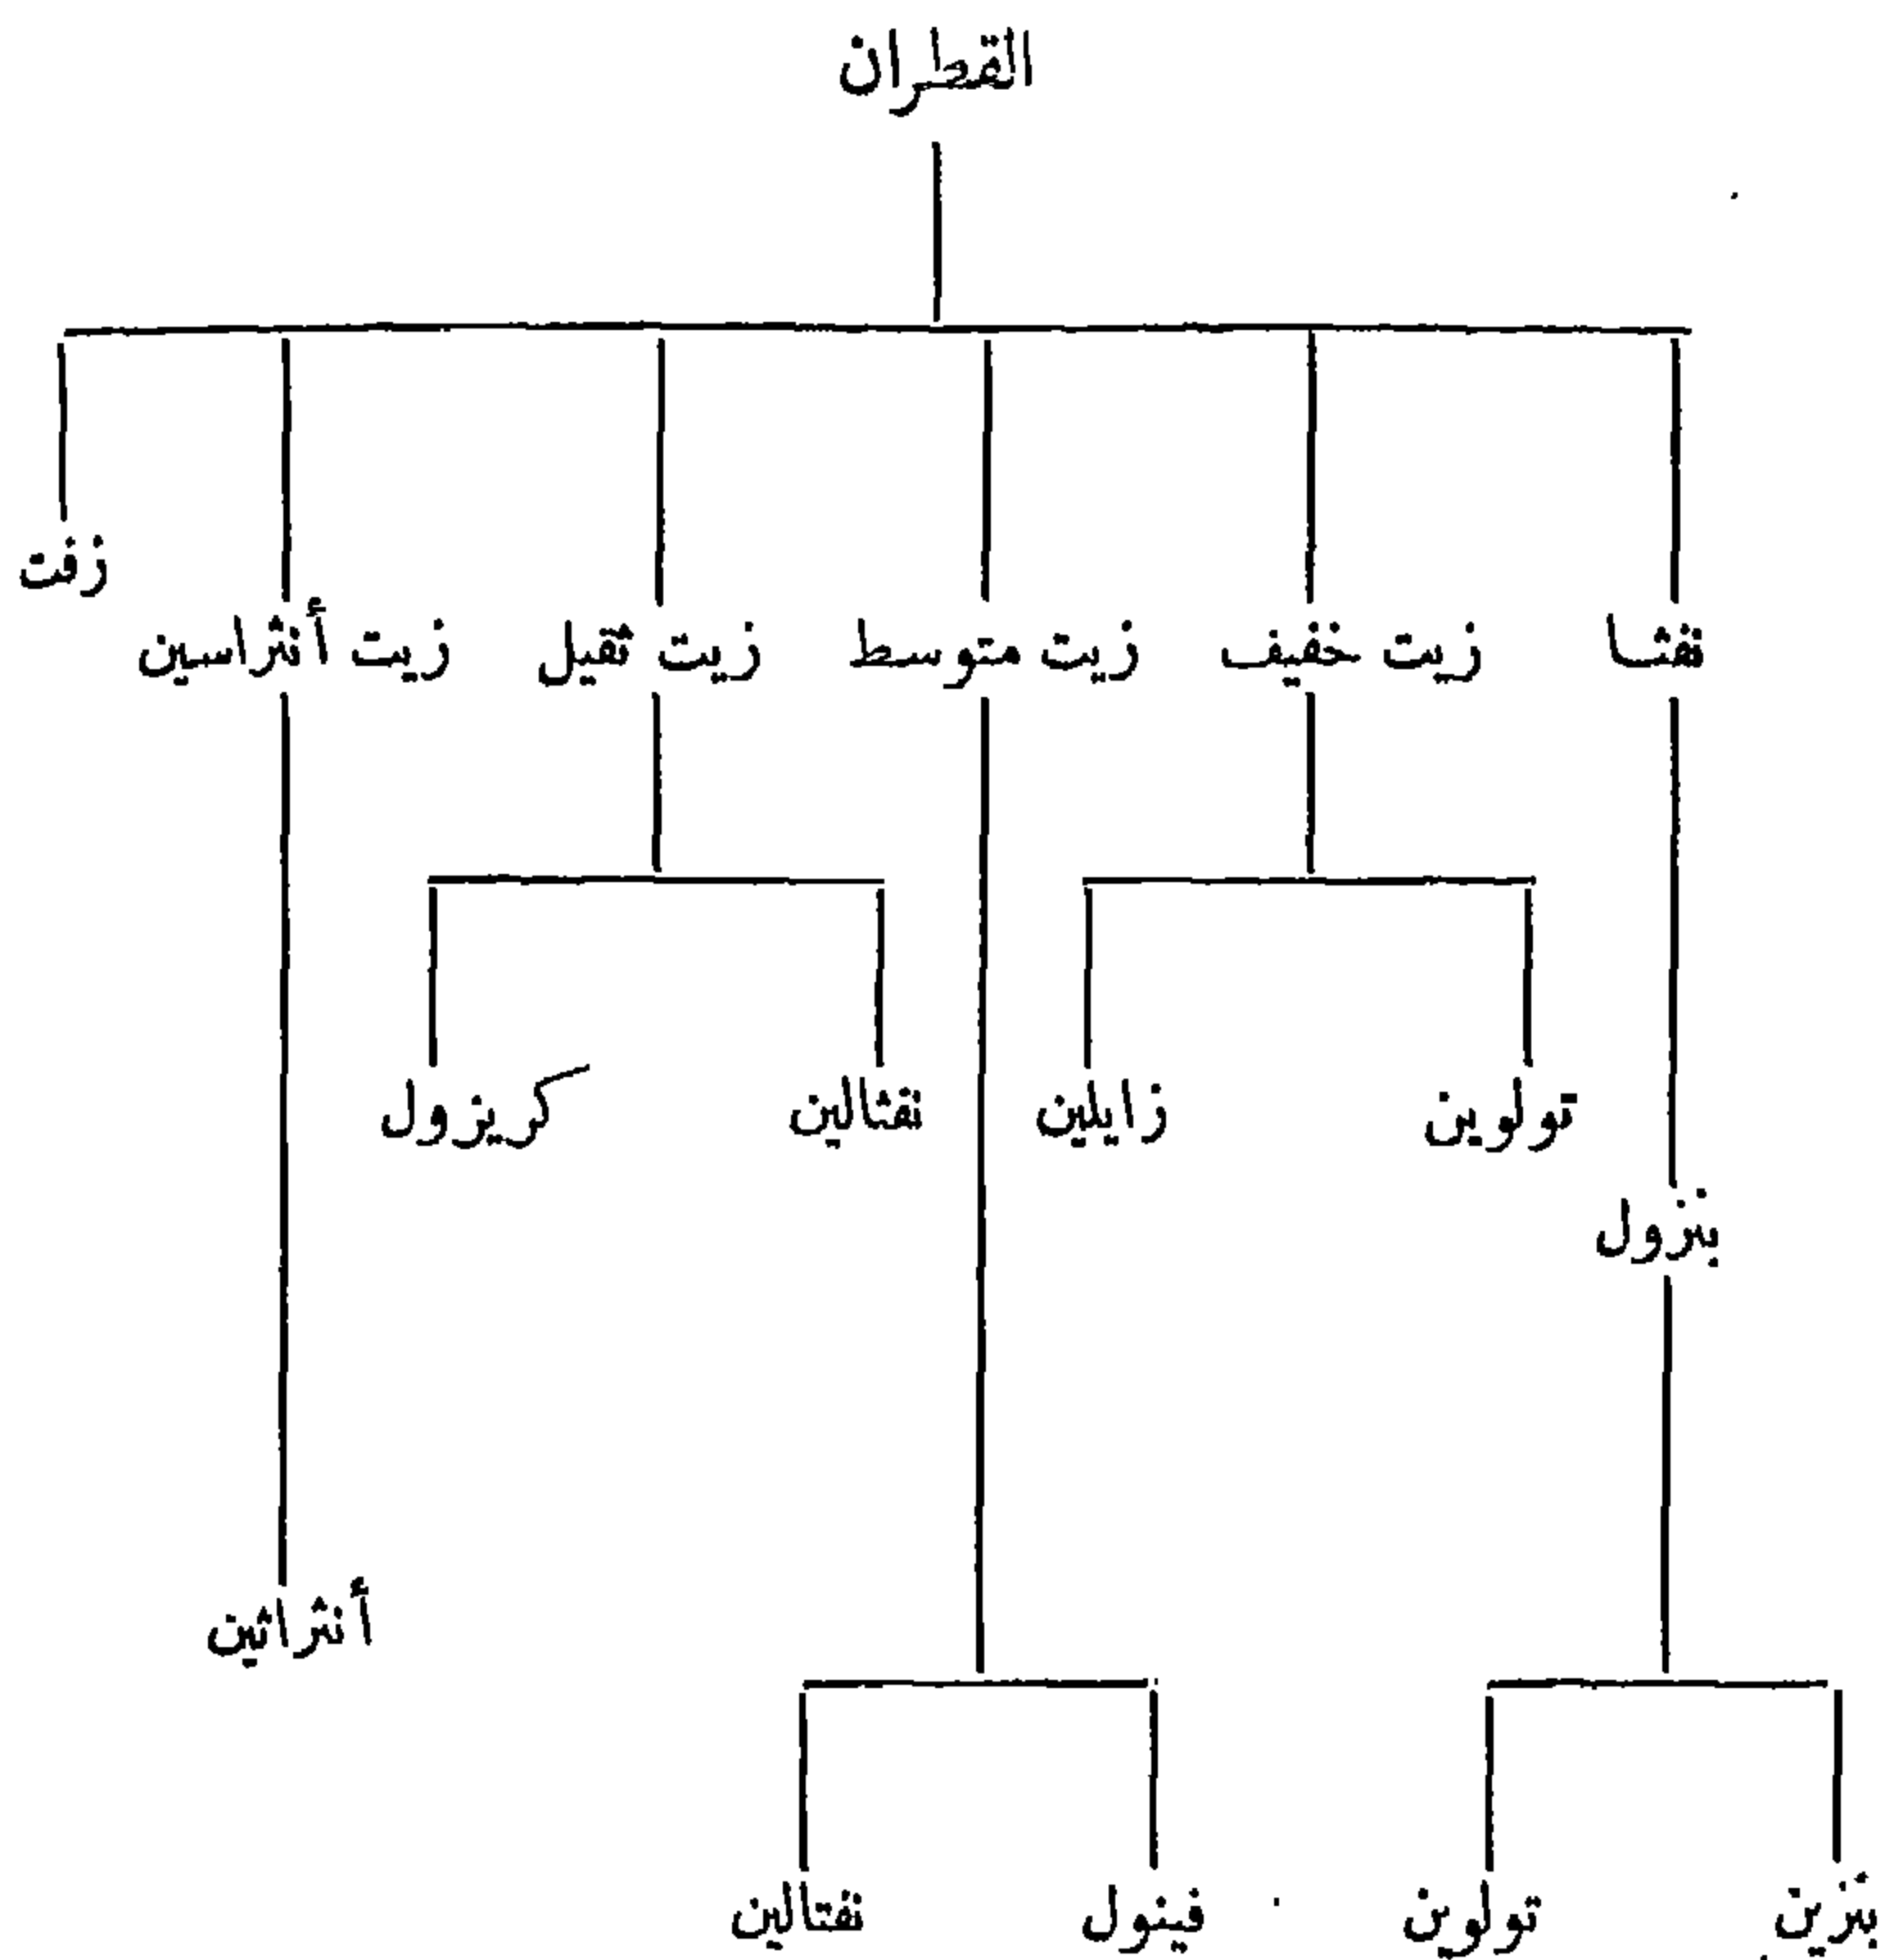 القطران
زفت
نفثا زيت خفيف زيت متوسط زيت ثقيل زيت أنثراسين
تولوين زايلين نفثالين كريزول
بنزول
أنثراثين
بنزين تولوين فينول نفتالين